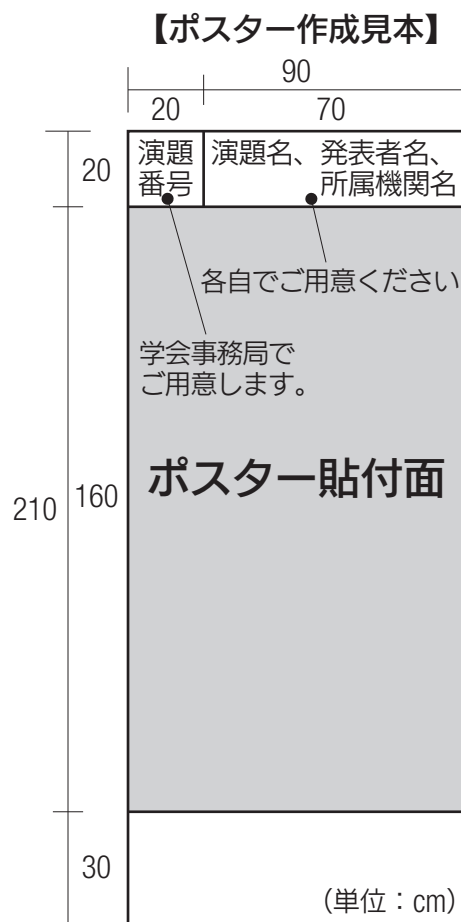 【ポスター作成見本】
90
20
70
20
演題
番号
演題名、発表者名、
所属機関名
各自でご用意ください
学会事務局で
ご用意します。
ポスター貼付面
210
160
30
(単位：cm)